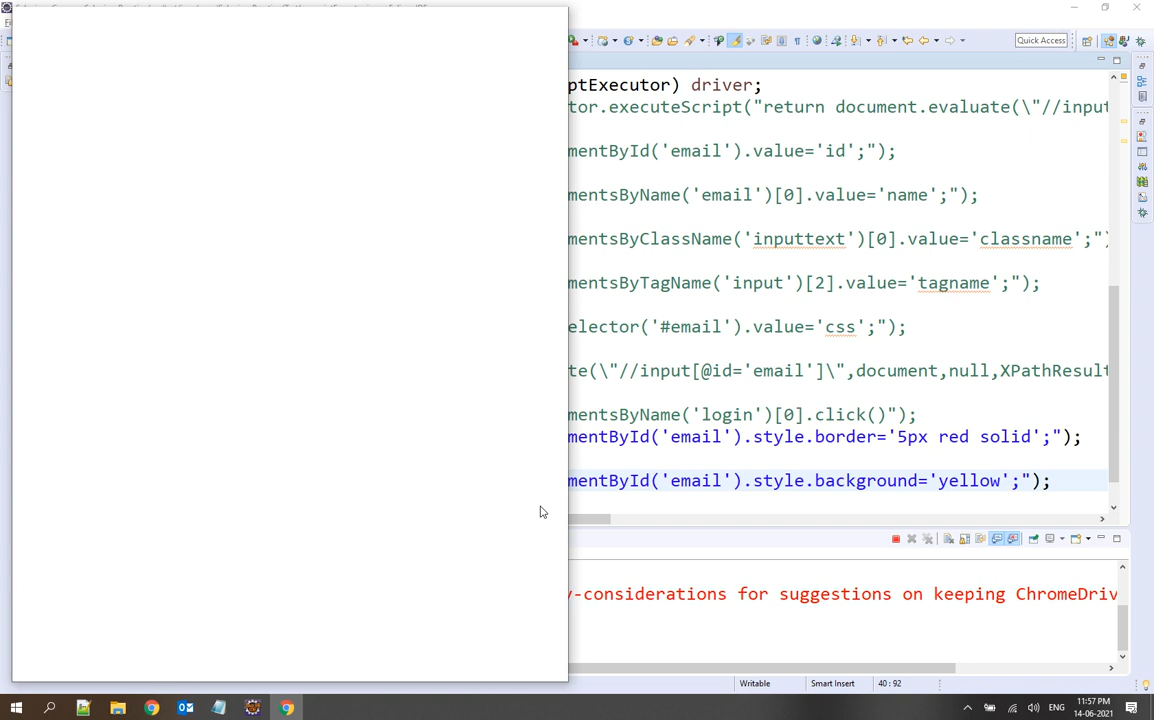 Quick Access
ptExecutor) driver;
tor.executeScript("return document.evaluate(\"//input
mentById('email').value='id';");
mentsByName('email')[0].value='name';");
mentsByClassName('inputtext')[0].value='classname';")
mentsByTagName('input')[2].value='tagname';");
elector('#email').value='css';");
te(\"//input[@id='email']\",document,null,XPathResult
mentsByName('login')[0].click()");
mentById('email').style.border='5px red solid';");
mentById('email').style.background='yellow';");
y-considerations for suggestions on keeping ChromeDriv
Writable
Smart Insert
40 : 92
ENG
11:57 PM
14-06-2021